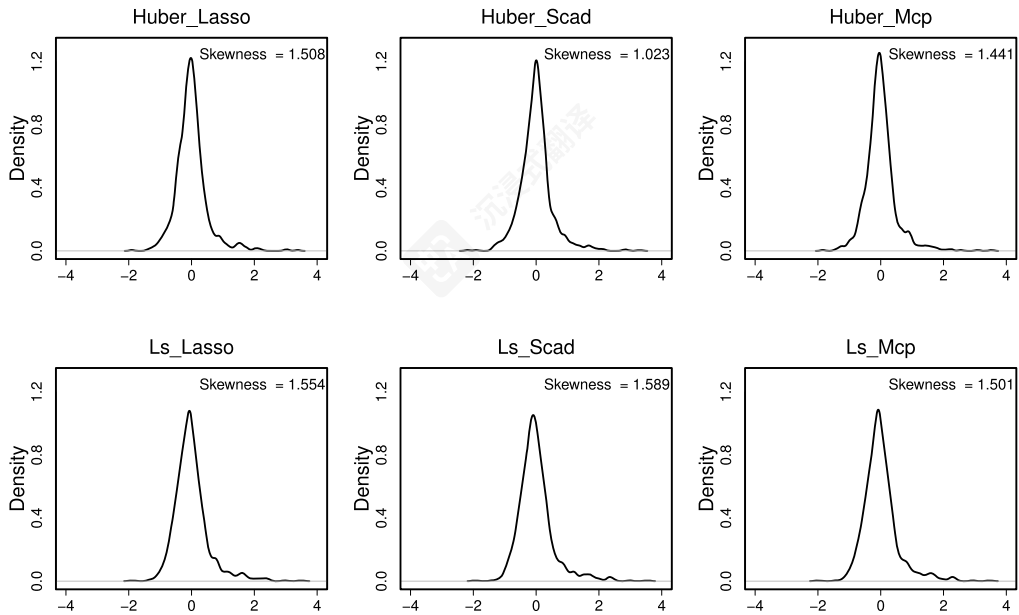 Huber_Lasso
Huber_Scad
Huber_Mcp
Skewness = 1.508
Skewness = 1.023
Skewness = 1.441
Density
Density
Density
0.0 0.4 0.8 1.2
0.0 0.4 0.8 1.2
0.0 0.4 0.8 1.2
−4 −2 0 2 4
−4 −2 0 2 4
−4 −2 0 2 4
沉浸式翻译
Ls_Lasso
Ls_Scad
Ls_Mcp
Skewness = 1.554
Skewness = 1.589
Skewness = 1.501
Density
Density
Density
0.0 0.4 0.8 1.2
0.0 0.4 0.8 1.2
0.0 0.4 0.8 1.2
−4 −2 0 2 4
−4 −2 0 2 4
−4 −2 0 2 4